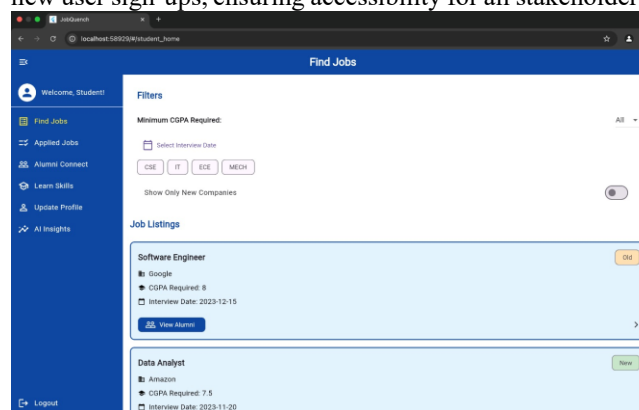 new user sign-ups, ensuring accessibility for all stakeholder
JobQuench
localhost:58929/#/student_home
Find Jobs
Welcome, Student!
Find Jobs
Applied Jobs
Alumni Connect
Learn Skills
Update Profile
AI Insights
Logout
Filters
Minimum CGPA Required:
All
Select Interview Date
CSE
IT
ECE
MECH
Show Only New Companies
Job Listings
Software Engineer
Old
Google
CGPA Required: 8
Interview Date: 2023-12-15
View Alumni
Data Analyst
New
Amazon
CGPA Required: 7.5
Interview Date: 2023-11-20